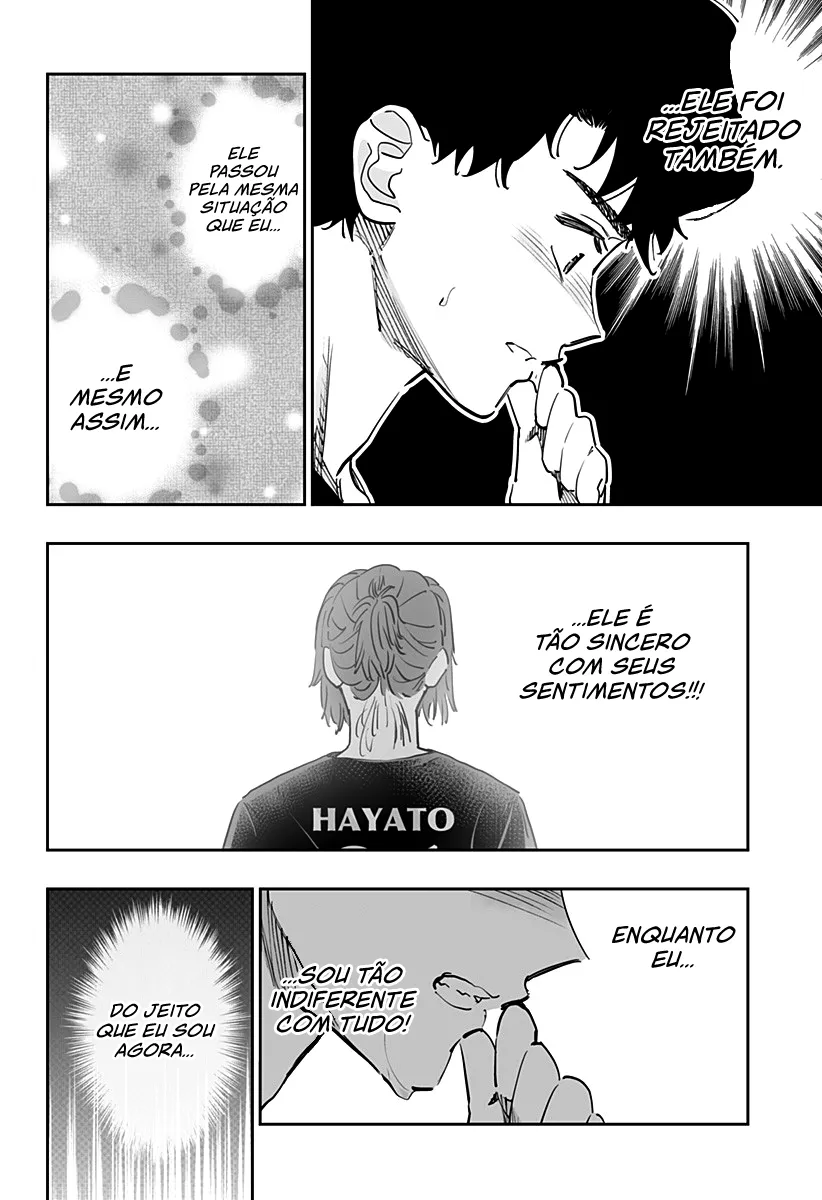 ...ELE FOI
REJEITADO
TAMBÉM.
ELE
PASSOU
PELA MESMA
SITUAÇÃO
QUE EU...
...E
MESMO
ASSIM...
...ELE É
TÃO SINCERO
COM SEUS
SENTIMENTOS!!!
HAYATO
ENQUANTO
EU...
...SOU TÃO
INDIFERENTE
COM TUDO!
DO JEITO
QUE EU SOU
AGORA...